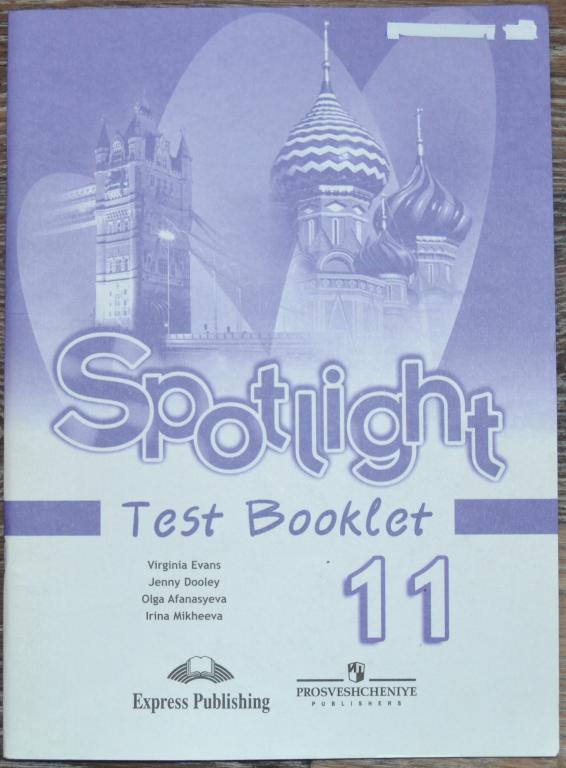 Spotlight
Test Booklet
11
Virginia Evans
Jenny Dooley
Olga Afanasyeva
Irina Mikheeva
Express Publishing
PROSVESHCHENIYE
PUBLISHERS